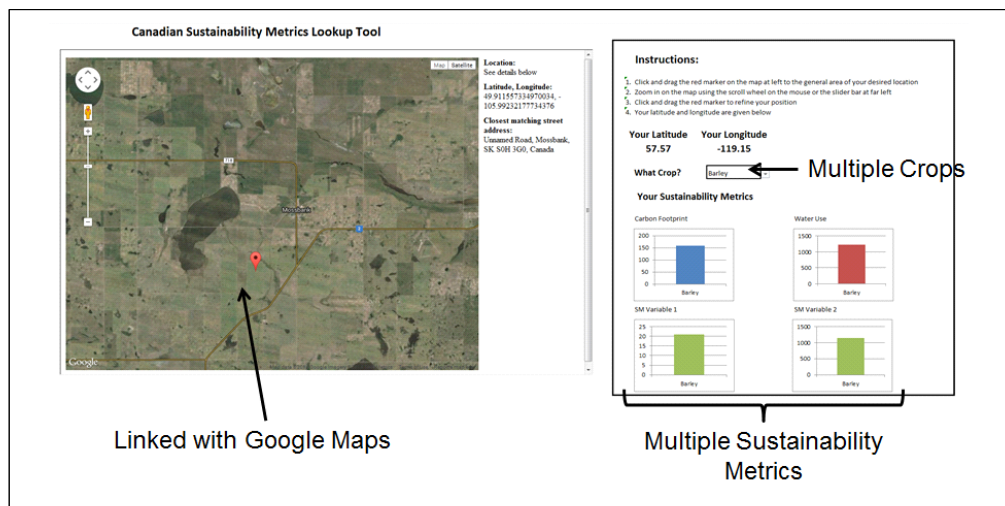 Canadian Sustainability Metrics Lookup Tool
Map Satellite
718
Mossbank
2
Google
Location:
See details below
Latitude, Longitude:
49.911557334970034, -
105.99232177734376
Closest matching street
address:
Unnamed Road, Mossbank,
SK S0H 3G0, Canada
Linked with Google Maps
Instructions:
1. Click and drag the red marker on the map at left to the general area of your desired location
2. Zoom in on the map using the scroll wheel on the mouse or the slider bar at far left
3. Click and drag the red marker to refine your position
4. Your latitude and longitude are given below
Your Latitude Your Longitude
57.57 -119.15
What Crop? Barley
Multiple Crops
Your Sustainability Metrics
Carbon Footprint
200
150
100
50
0
Barley
Water Use
1500
1000
500
0
Barley
SM Variable 1
25
20
15
10
5
0
Barley
SM Variable 2
1500
1000
500
0
Barley
Multiple Sustainability
Metrics